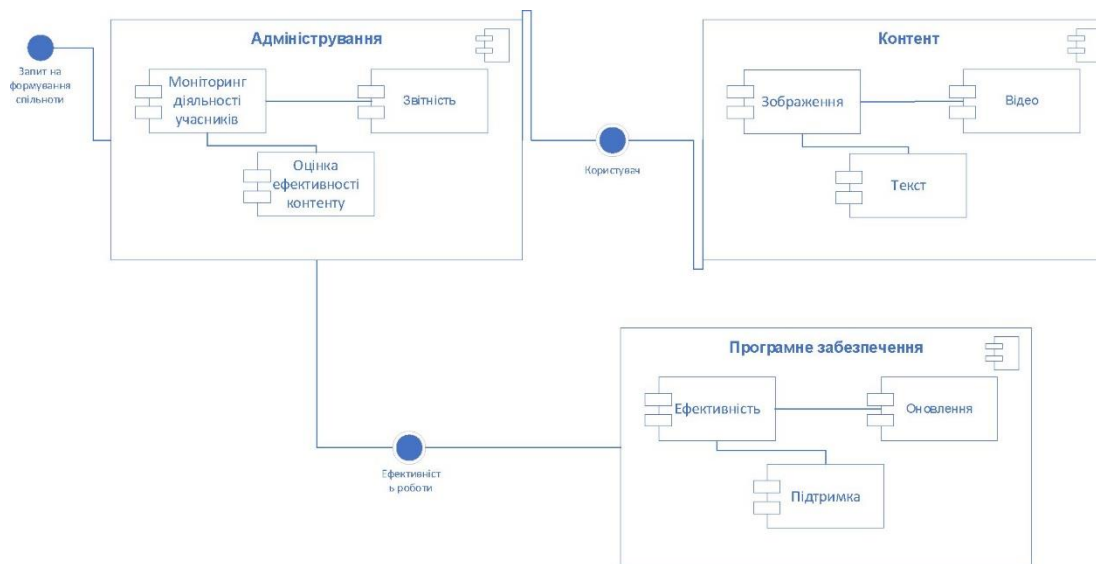 Адміністрування
Запит на
формування
спільноти
Моніторинг
діяльності
учасників
Звітність
Оцінка
ефективності
контенту
Користувач
Контент
Зображення
Відео
Текст
Програмне забезпечення
Ефективність
Оновлення
Підтримка
Ефективніст
ь роботи